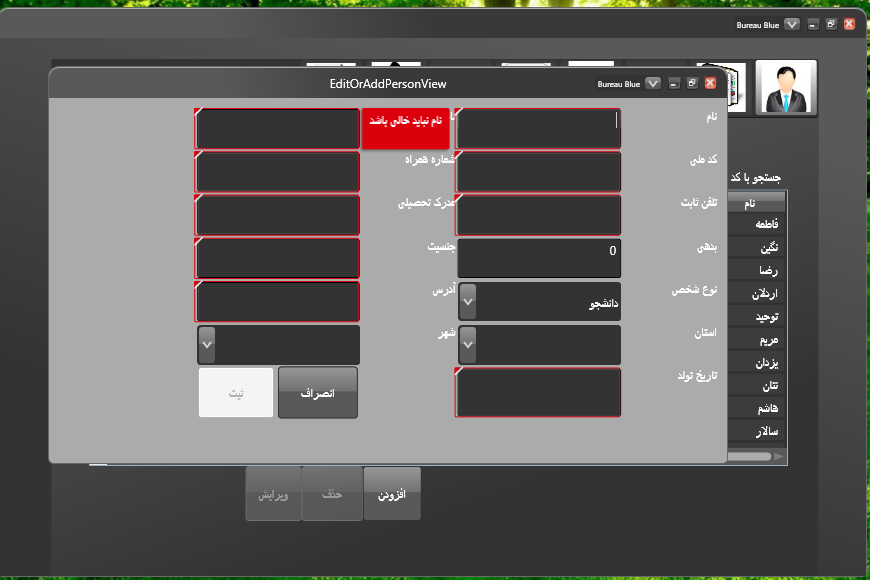 Bureau Blue
EditOrAddPersonView
Bureau Blue
نام
نام نباید خالی باشد
کد ملی
شماره همراه
تلفن ثابت
مدرک تحصیلی
بدهی
0
جنسیت
نوع شخص
دانشجو
آدرس
استان
شهر
تاریخ تولد
انصراف
ثبت
جستجو با کد
نام
فاطمه
نگین
رضا
اردلان
توحید
مریم
یزدان
تتان
هاشم
سالار
افزودن
حذف
ویرایش